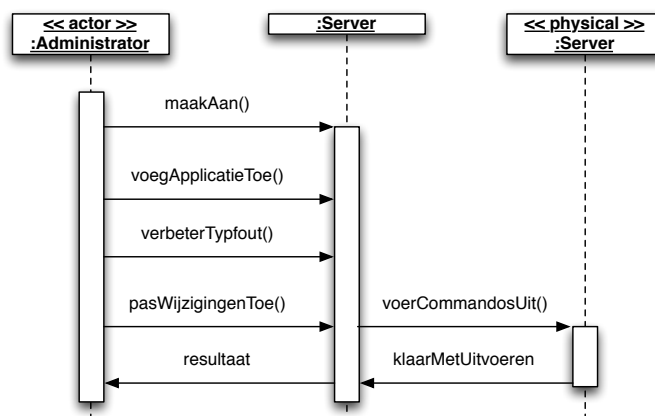 << actor >>
:Administrator
:Server
<< physical >>
:Server
maakAan()
voegApplicatieToe()
verbeterTypfout()
pasWijzigingenToe()
voerCommandosUit()
resultaat
klaarMetUitvoeren